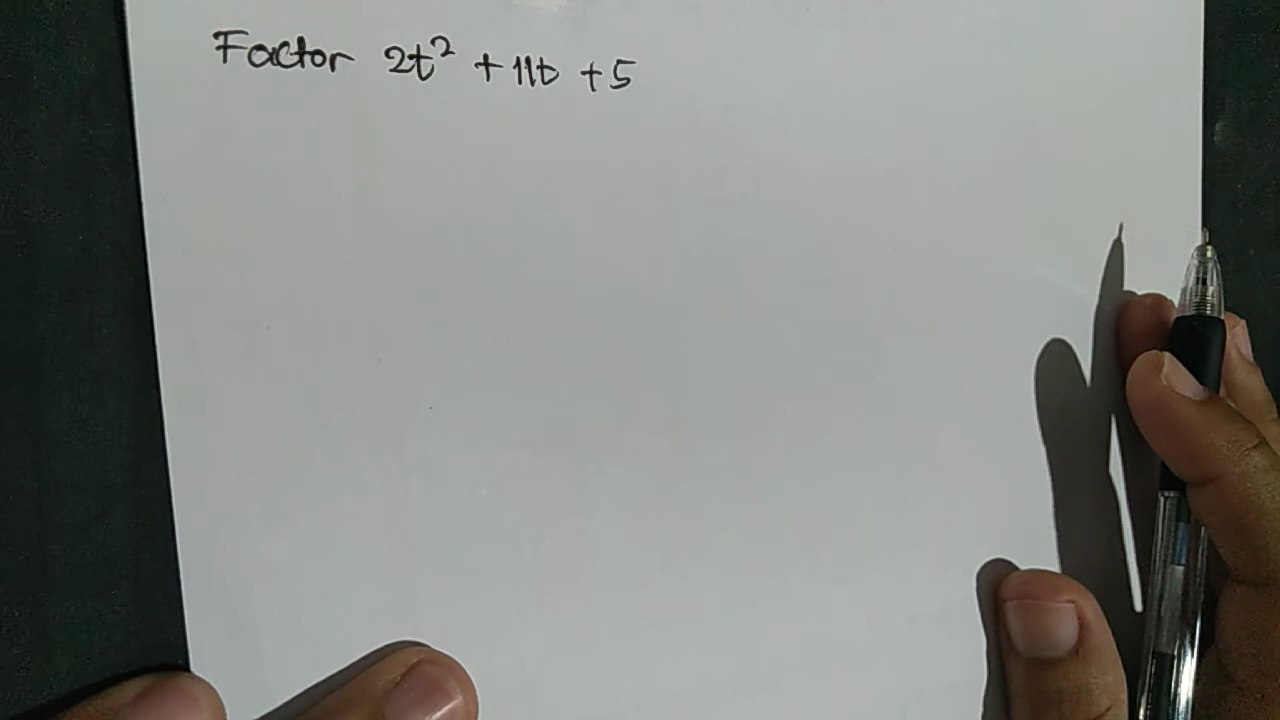 Factor 2t² + 11t + 5